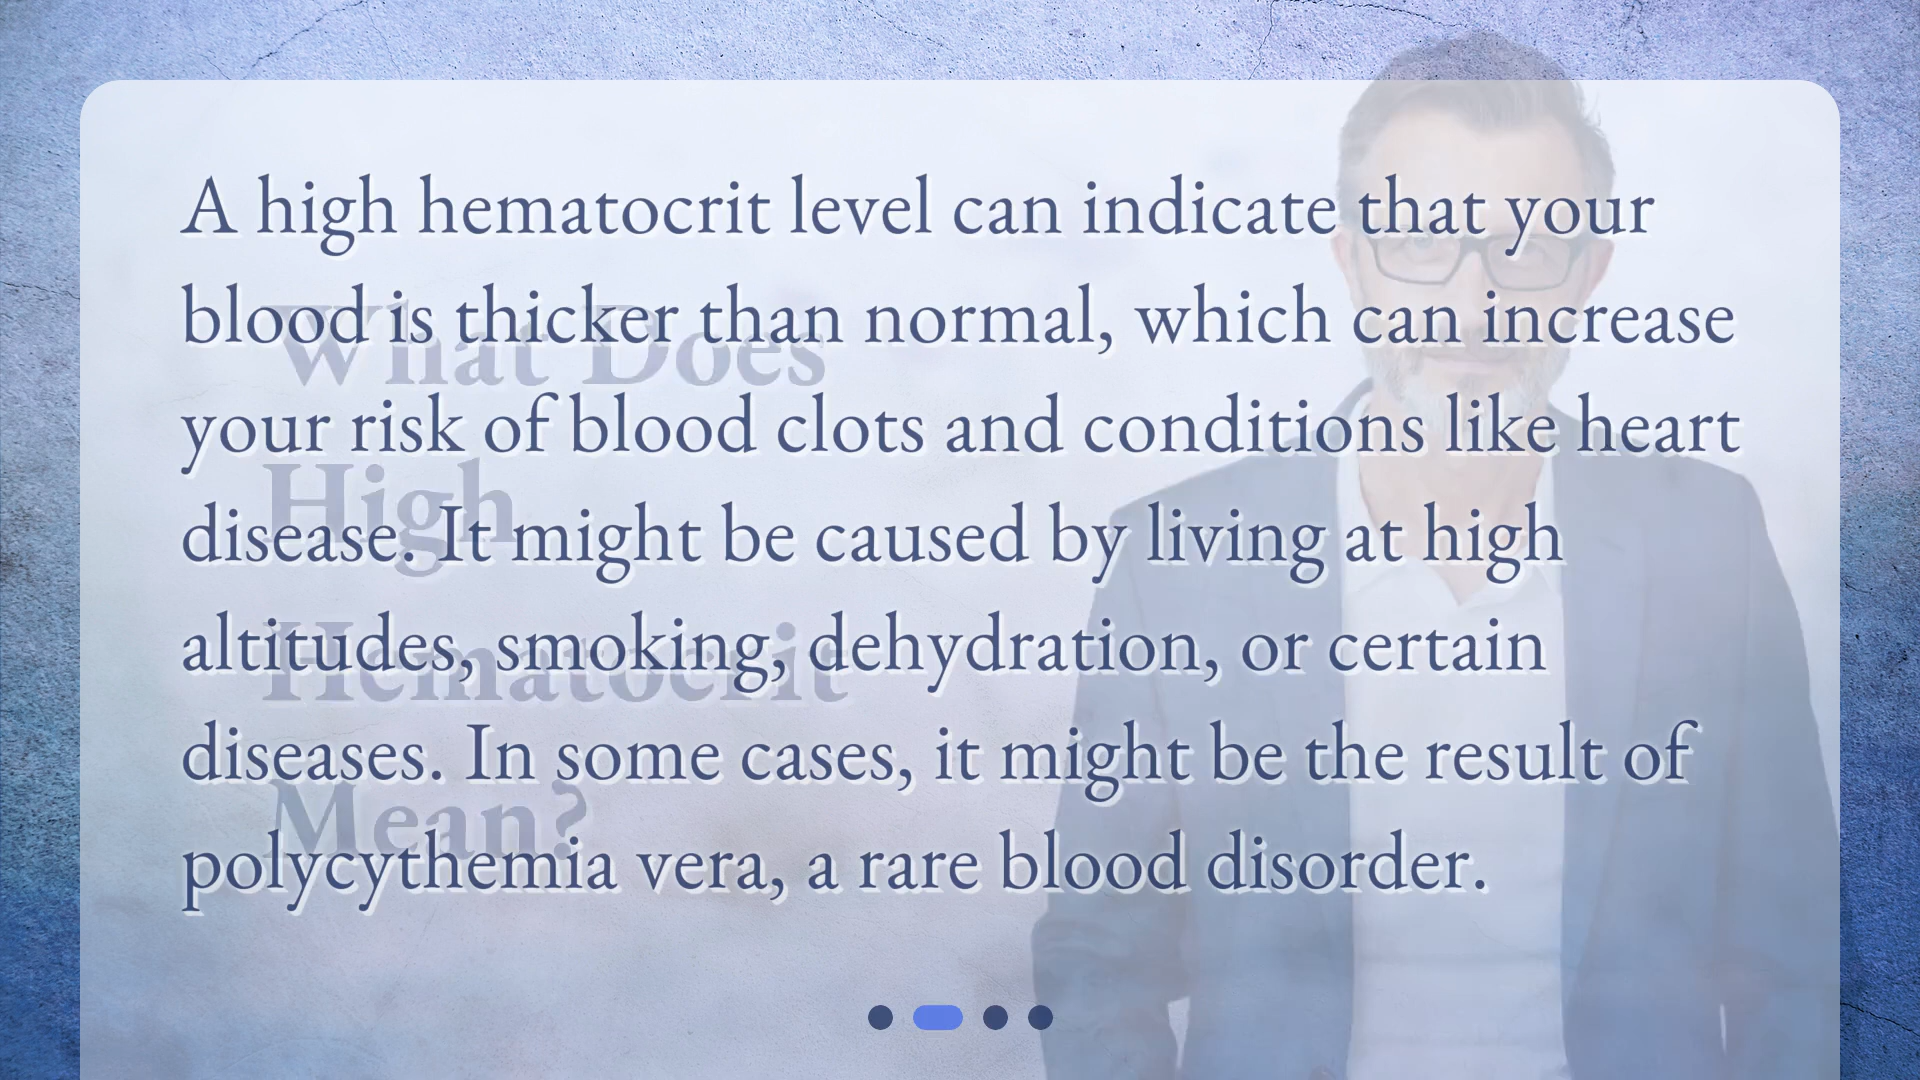 A high hematocrit level can indicate that your
blood is thicker than normal, which can increase
your risk of blood clots and conditions like heart
disease. It might be caused by living at high
altitudes, smoking, dehydration, or certain
diseases. In some cases, it might be the result of
polycythemia vera, a rare blood disorder.
What Does
High
Hematocrit
Mean?